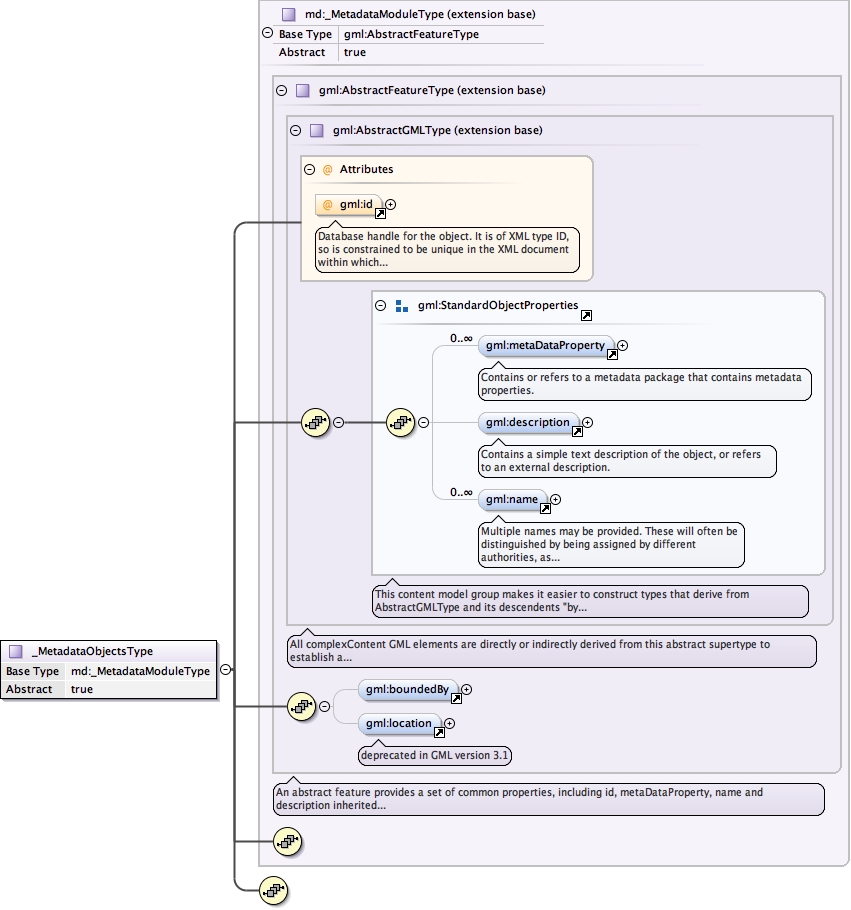 md:_MetadataModuleType (extension base)
Base Type gml:AbstractFeatureType
Abstract true
gml:AbstractFeatureType (extension base)
gml:AbstractGMLType (extension base)
@ Attributes
@ gml:id
Database handle for the object. It is of XML type ID,
so is constrained to be unique in the XML document
within which...
gml:StandardObjectProperties
0..∞
gml:metaDataProperty
Contains or refers to a metadata package that contains metadata
properties.
gml:description
Contains a simple text description of the object, or refers
to an external description.
0..∞
gml:name
Multiple names may be provided. These will often be
distinguished by being assigned by different
authorities, as...
This content model group makes it easier to construct types that derive from
AbstractGMLType and its descendents "by...
All complexContent GML elements are directly or indirectly derived from this abstract supertype to
establish a...
_MetadataObjectsType
Base Type md:_MetadataModuleType
Abstract true
gml:boundedBy
gml:location
deprecated in GML version 3.1
An abstract feature provides a set of common properties, including id, metaDataProperty, name and
description inherited...